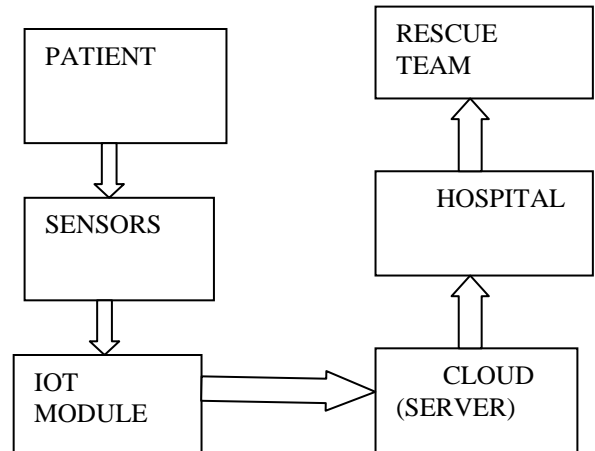 PATIENT
SENSORS
IOT
MODULE
RESCUE
TEAM
HOSPITAL
CLOUD
(SERVER)